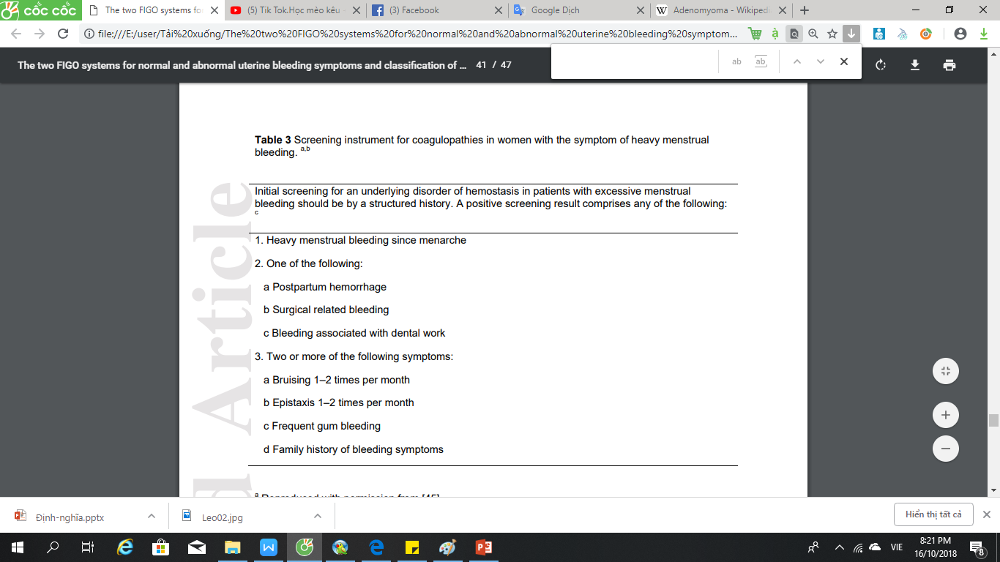 cốc cốc
The two FIGO systems fo
(5) Tik Tok.Học mèo kêu
(3) Facebook
Google Dịch
Adenomyoma - Wikipedi
file:///E:/user/Tải%20xuống/The%20two%20FIGO%20systems%20for%20normal%20and%20abnormal%20uterine%20bleeding%20symptom...
The two FIGO systems for normal and abnormal uterine bleeding symptoms and classification of ... 41 / 47
ab ab
Table 3 Screening instrument for coagulopathies in women with the symptom of heavy menstrual
bleeding. a,b
Initial screening for an underlying disorder of hemostasis in patients with excessive menstrual
bleeding should be by a structured history. A positive screening result comprises any of the following:
c
1. Heavy menstrual bleeding since menarche
2. One of the following:
a Postpartum hemorrhage
b Surgical related bleeding
c Bleeding associated with dental work
3. Two or more of the following symptoms:
a Bruising 1–2 times per month
b Epistaxis 1–2 times per month
c Frequent gum bleeding
d Family history of bleeding symptoms
a Reproduced with permission from [45]
d Article
Định-nghĩa.pptx
Leo02.jpg
Hiển thị tất cả
VIE
8:21 PM
16/10/2018
8